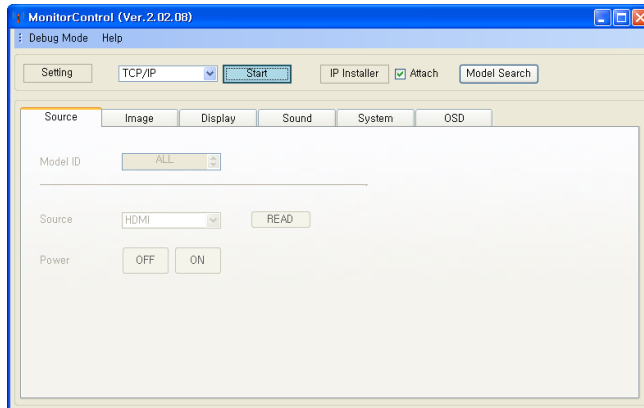 MonitorControl (Ver.2.02.08)
Debug Mode Help
Setting TCP/IP Start IP Installer Attach Model Search
Source Image Display Sound System OSD
Model ID ALL
Source HDMI READ
Power OFF ON